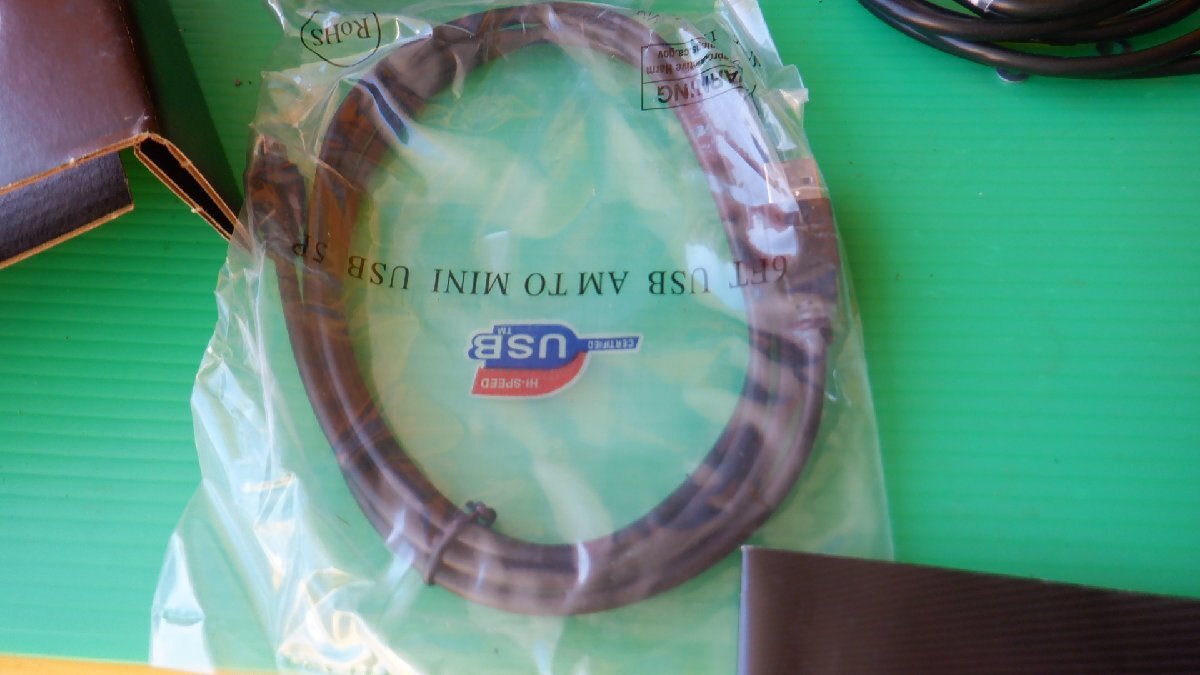 6FT USB AM TO MINI USB 5P
CERTIFIED
USB
TM
HI-SPEED
WARNING
RoHS